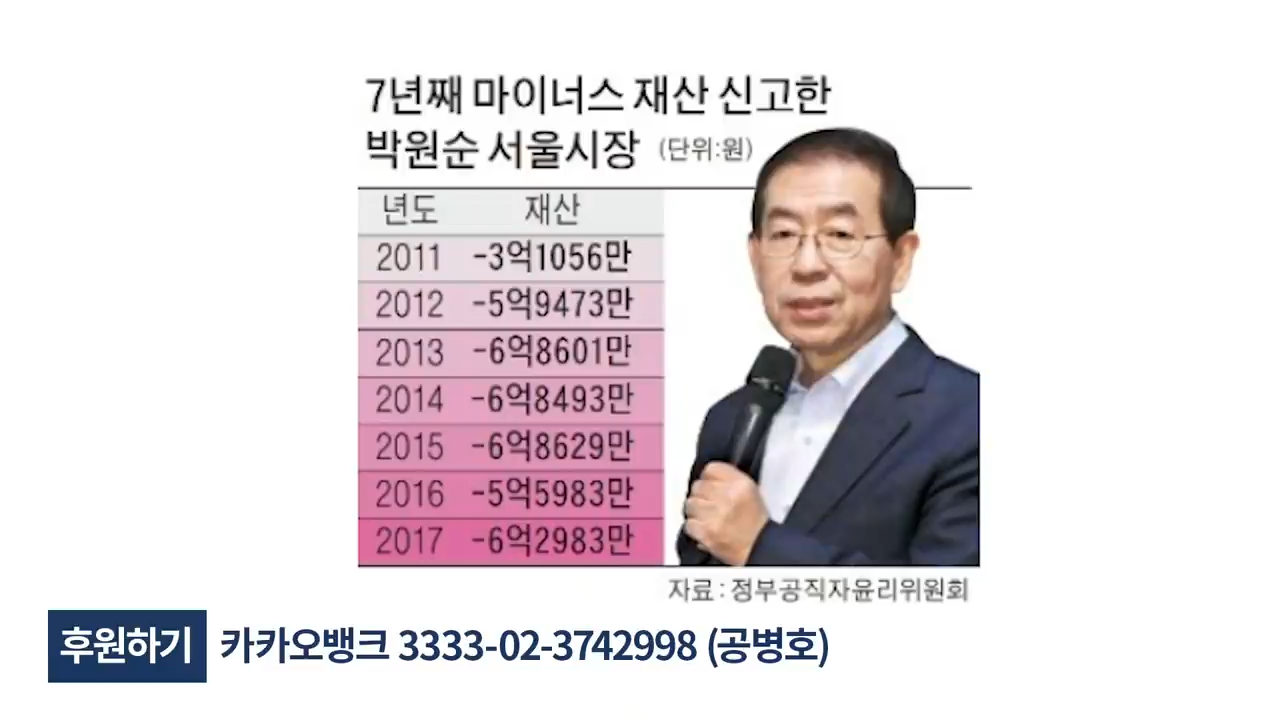 7년째 마이너스 재산 신고한
박원순 서울시장 (단위:원)
년도 재산
2011 -3억1056만
2012 -5억9473만
2013 -6억8601만
2014 -6억8493만
2015 -6억8629만
2016 -5억5983만
2017 -6억2983만
자료:정부공직자윤리위원회
후원하기 카카오뱅크 3333-02-3742998 (공병호)